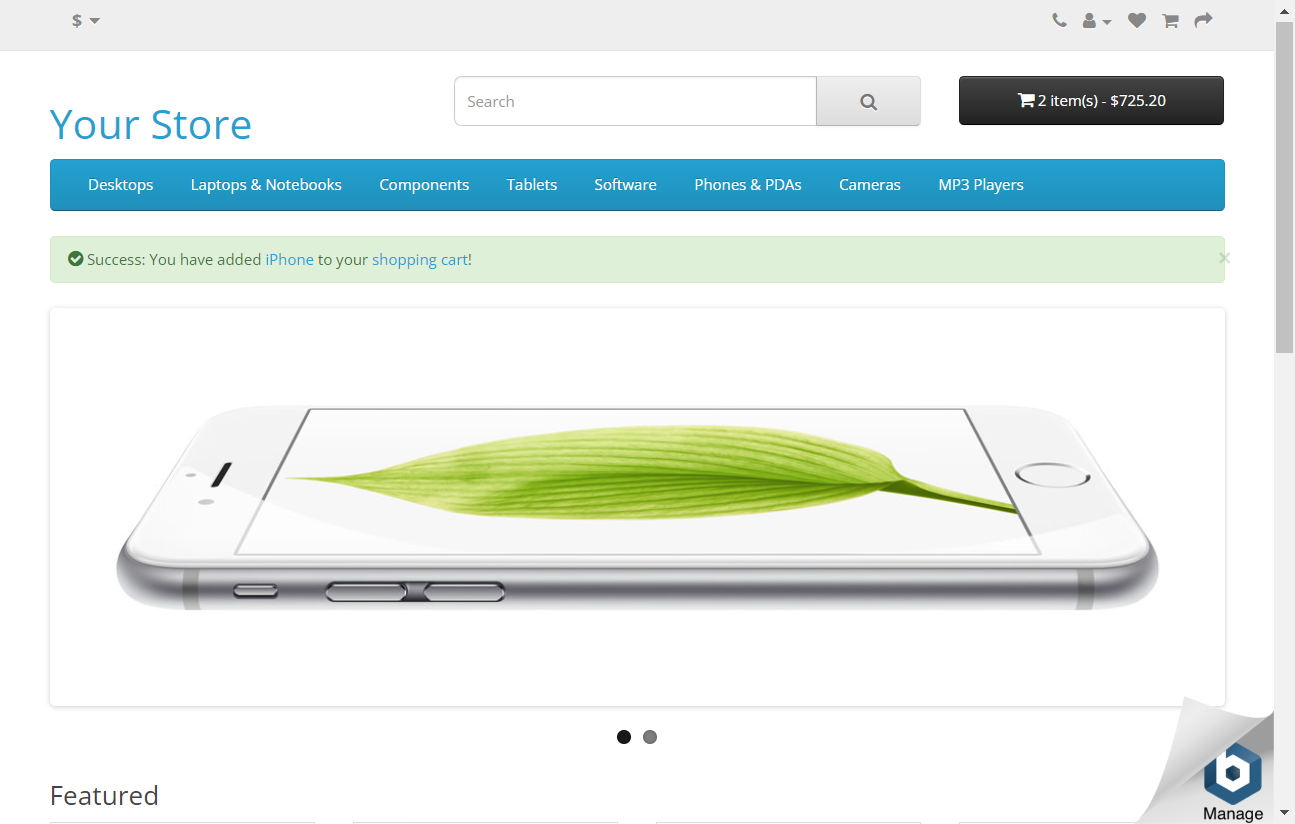 $
Search
2 item(s) - $725.20
Your Store
Desktops Laptops & Notebooks Components Tablets Software Phones & PDAs Cameras MP3 Players
Success: You have added iPhone to your shopping cart!
×
Featured
b
Manage